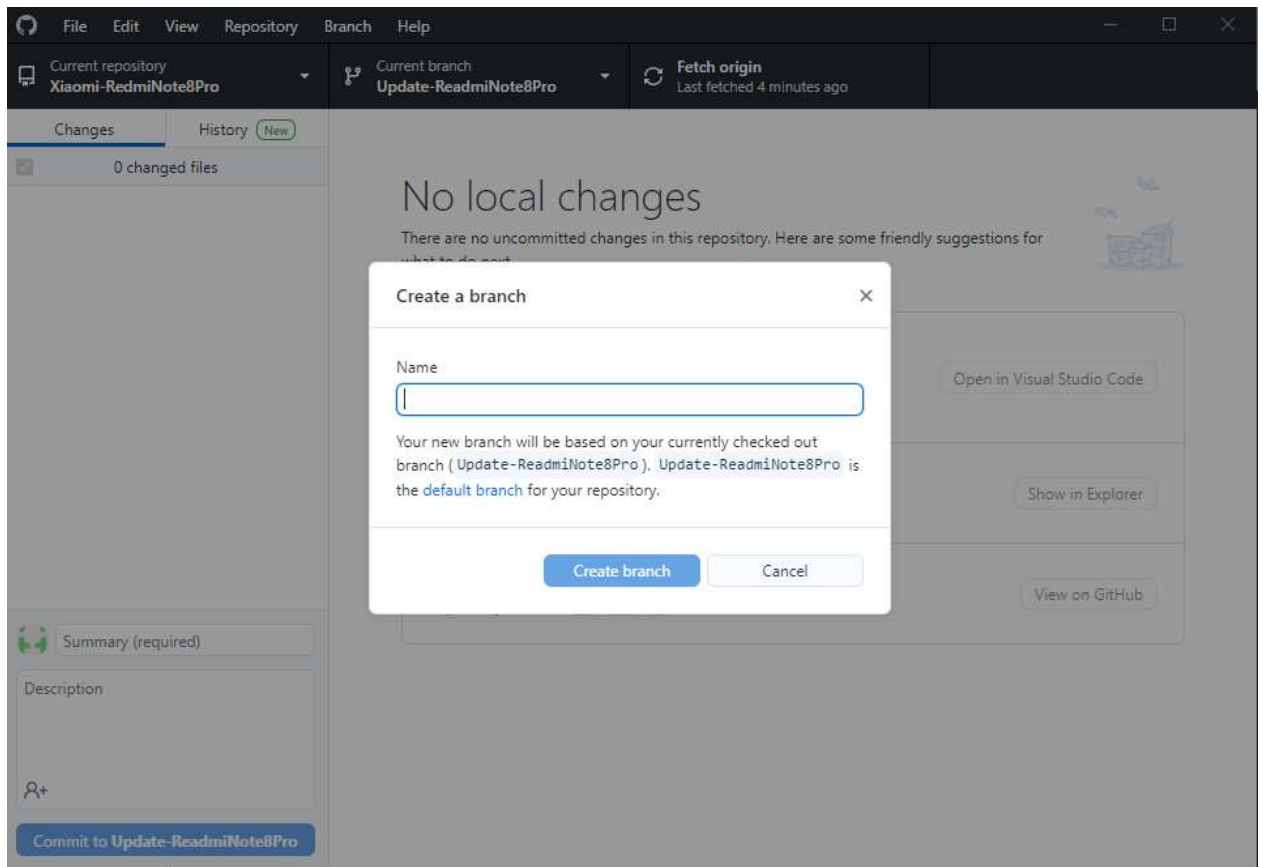 File Edit View Repository Branch Help
Current repository
Xiaomi-RedmiNote8Pro
Current branch
Update-ReadmiNote8Pro
Fetch origin
Last fetched 4 minutes ago
Changes
History New
0 changed files
No local changes
There are no uncommitted changes in this repository. Here are some friendly suggestions for
what to do next
Create a branch
Name
Your new branch will be based on your currently checked out
branch (Update-ReadmiNote8Pro). Update-ReadmiNote8Pro is
the default branch for your repository.
Create branch
Cancel
Open in Visual Studio Code
Show in Explorer
View on GitHub
Summary (required)
Description
Commit to Update-ReadmiNote8Pro